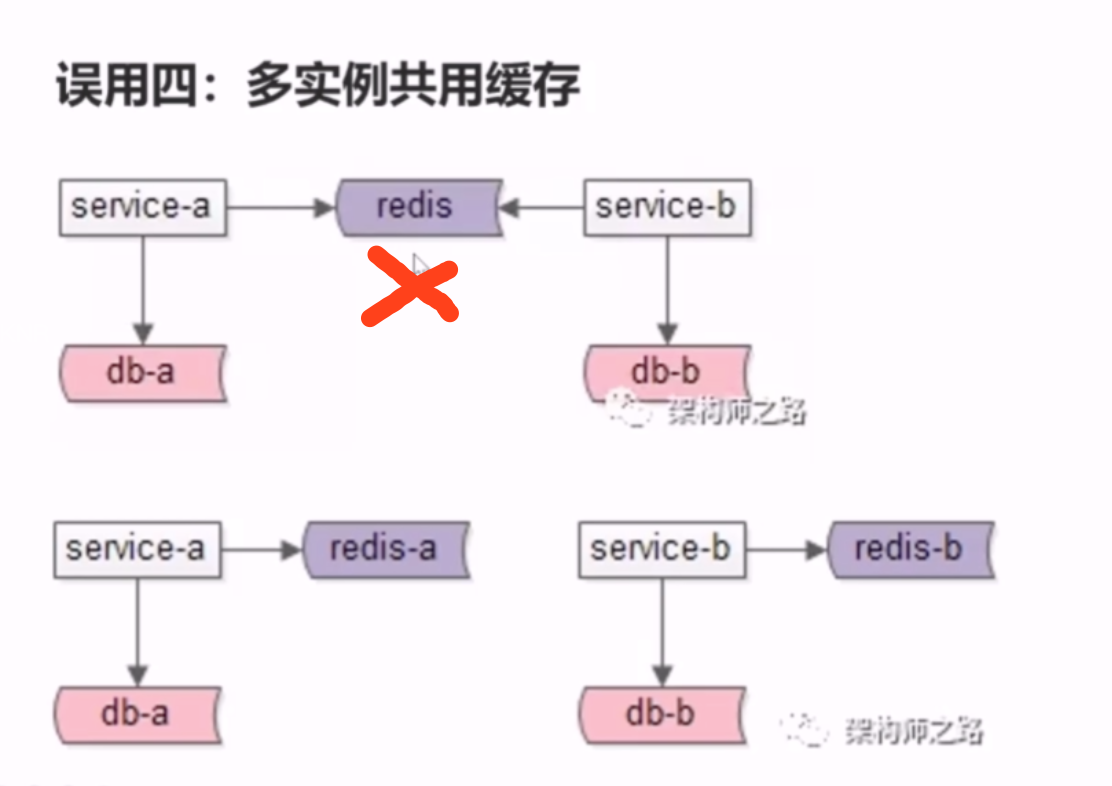 误用四：多实例共用缓存
service-a
redis
service-b
db-a
db-b
架构师之路
service-a
redis-a
service-b
redis-b
db-a
db-b
架构师之路